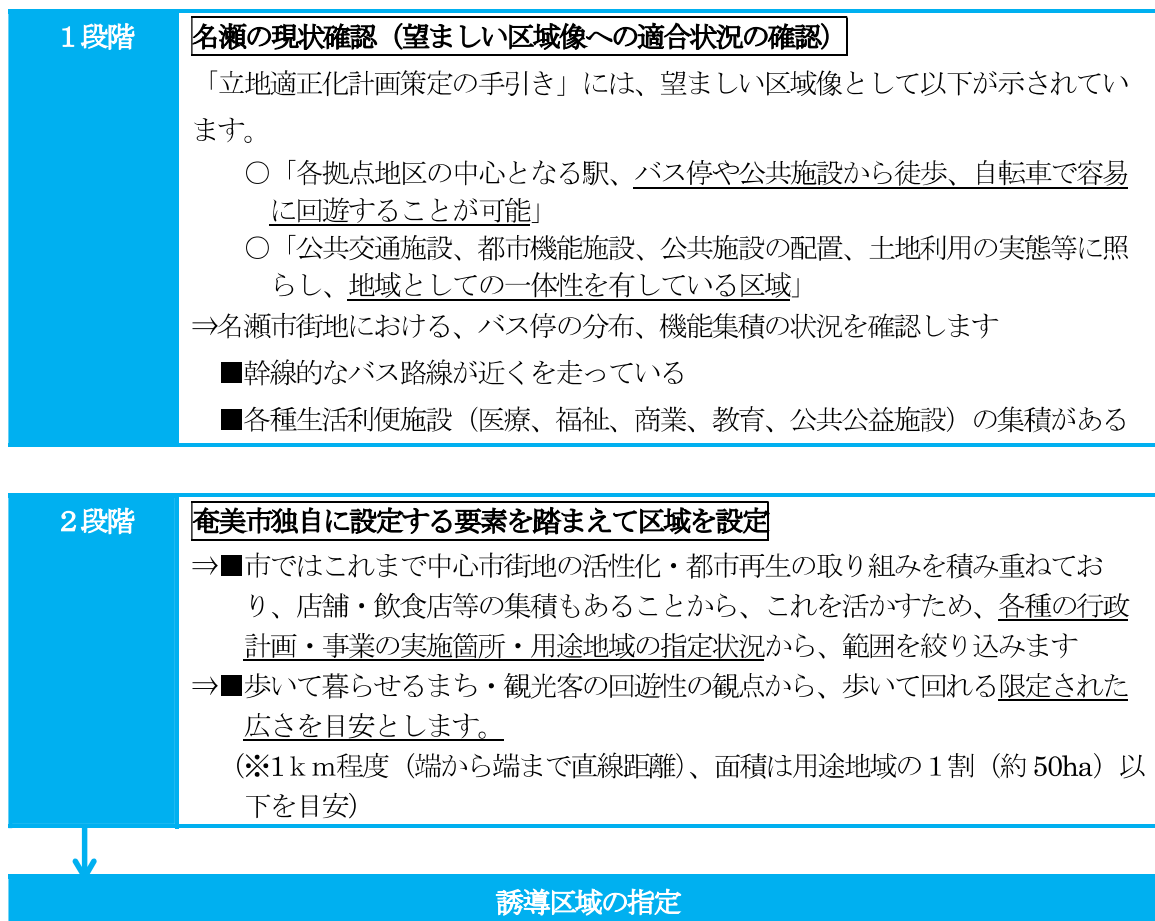 1段階
名瀬の現状確認（望ましい区域像への適合状況の確認）
「立地適正化計画策定の手引き」には、望ましい区域像として以下が示されてい
ます。
○「各拠点地区の中心となる駅、バス停や公共施設から徒歩、自転車で容易
に回遊することが可能」
○「公共交通施設、都市機能施設、公共施設の配置、土地利用の実態等に照
らし、地域としての一体性を有している区域」
⇒名瀬市街地における、バス停の分布、機能集積の状況を確認します
■幹線的なバス路線が近くを走っている
■各種生活利便施設（医療、福祉、商業、教育、公共公益施設）の集積がある
2段階
奄美市独自に設定する要素を踏まえて区域を設定
⇒■市ではこれまで中心市街地の活性化・都市再生の取り組みを積み重ねてお
り、店舗・飲食店等の集積もあることから、これを活かすため、各種の行政
計画・事業の実施箇所・用途地域の指定状況から、範囲を絞り込みます
⇒■歩いて暮らせるまち・観光客の回遊性の観点から、歩いて回れる限定された
広さを目安とします。
（※1ｋｍ程度（端から端まで直線距離）、面積は用途地域の1割（約50ha）以
下を目安）
誘導区域の指定